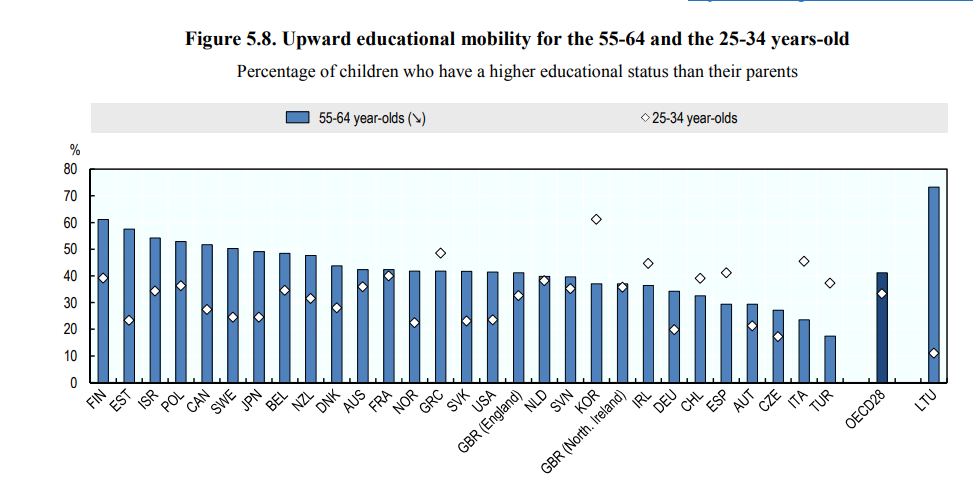 Figure 5.8. Upward educational mobility for the 55-64 and the 25-34 years-old
Percentage of children who have a higher educational status than their parents
55-64 year-olds (↘)
25-34 year-olds
%
80
70
60
50
40
30
20
10
0
FIN
EST
ISR
POL
CAN
SWE
JPN
BEL
NZL
DNK
AUS
FRA
NOR
GRC
SVK
USA
GBR (England)
NLD
SVN
KOR
GBR (North. Ireland)
IRL
DEU
CHL
ESP
AUT
CZE
ITA
TUR
OECD28
LTU